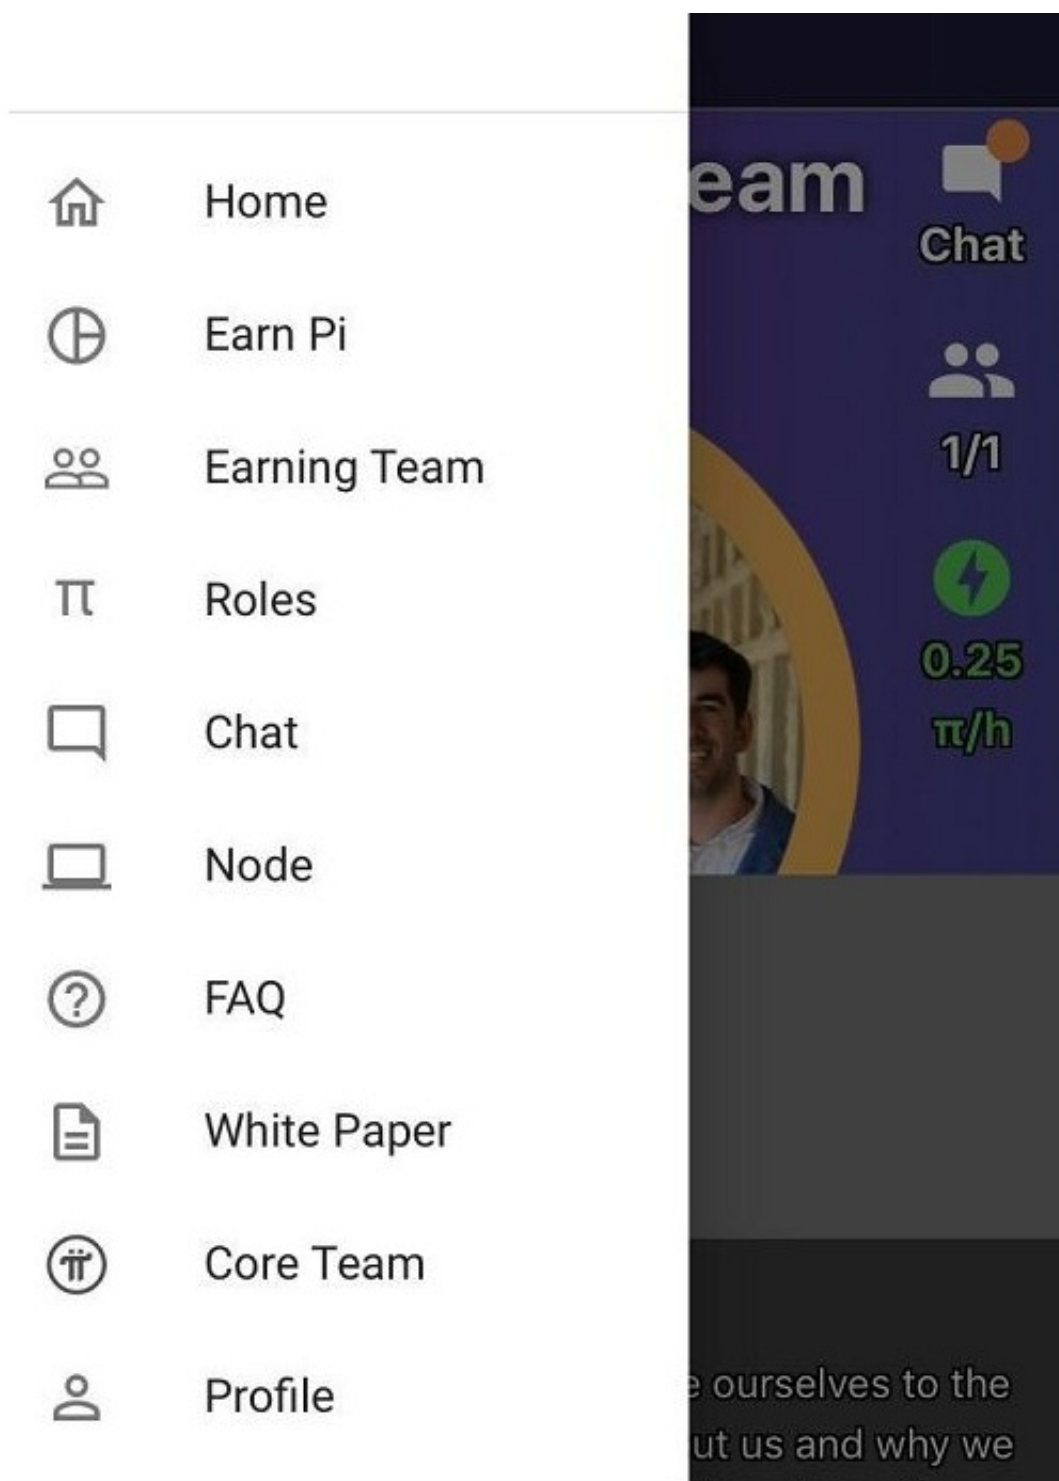 Home
Earn Pi
Earning Team
π Roles
Chat
Node
FAQ
White Paper
Core Team
Profile
eam
Chat
1/1
0.25
π/h
e ourselves to the
ut us and why we